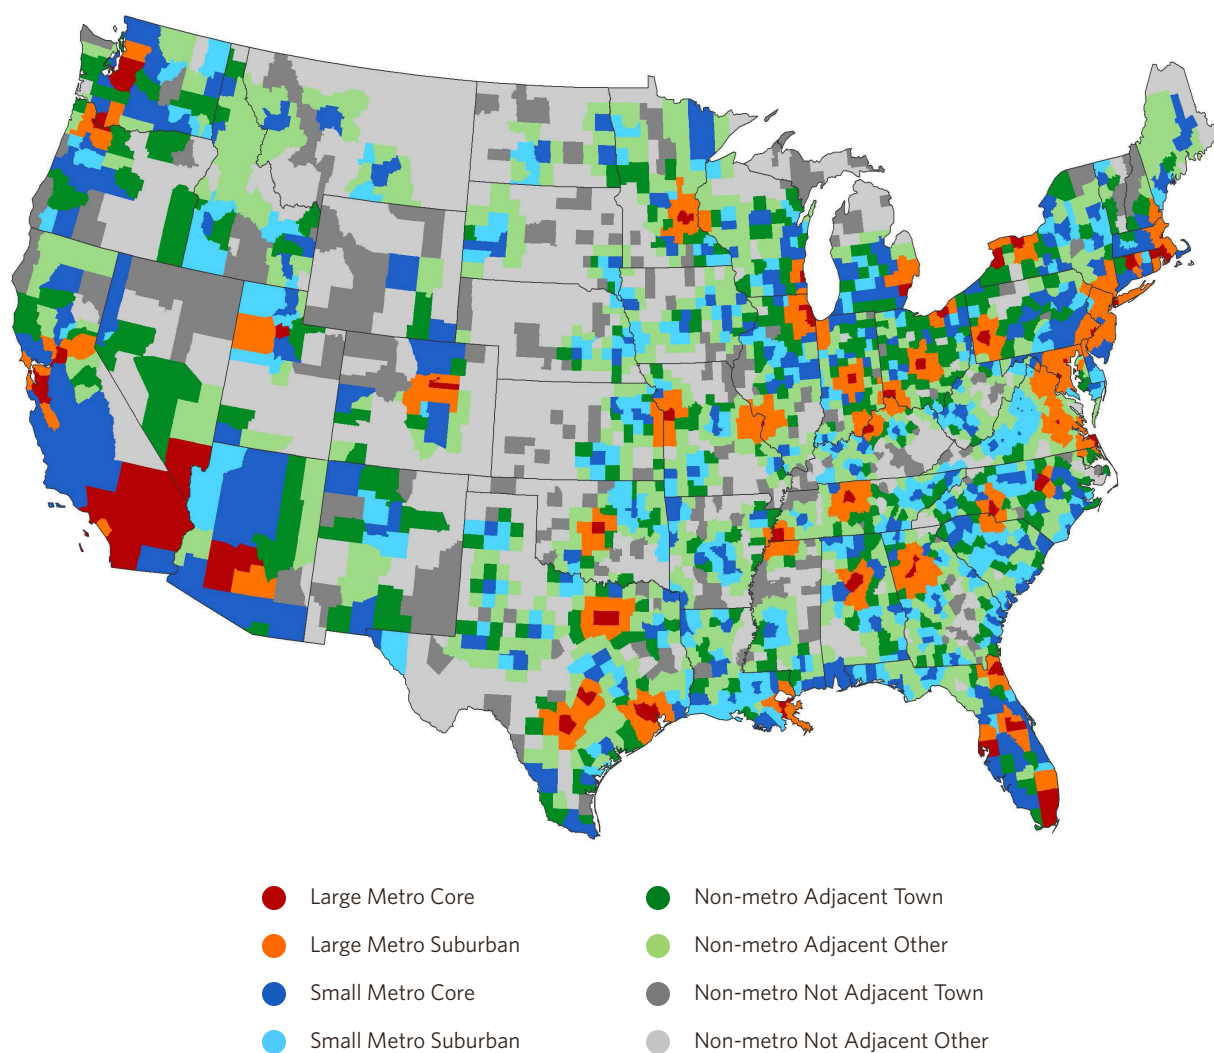 Large Metro Core
Large Metro Suburban
Small Metro Core
Small Metro Suburban
Non-metro Adjacent Town
Non-metro Adjacent Other
Non-metro Not Adjacent Town
Non-metro Not Adjacent Other